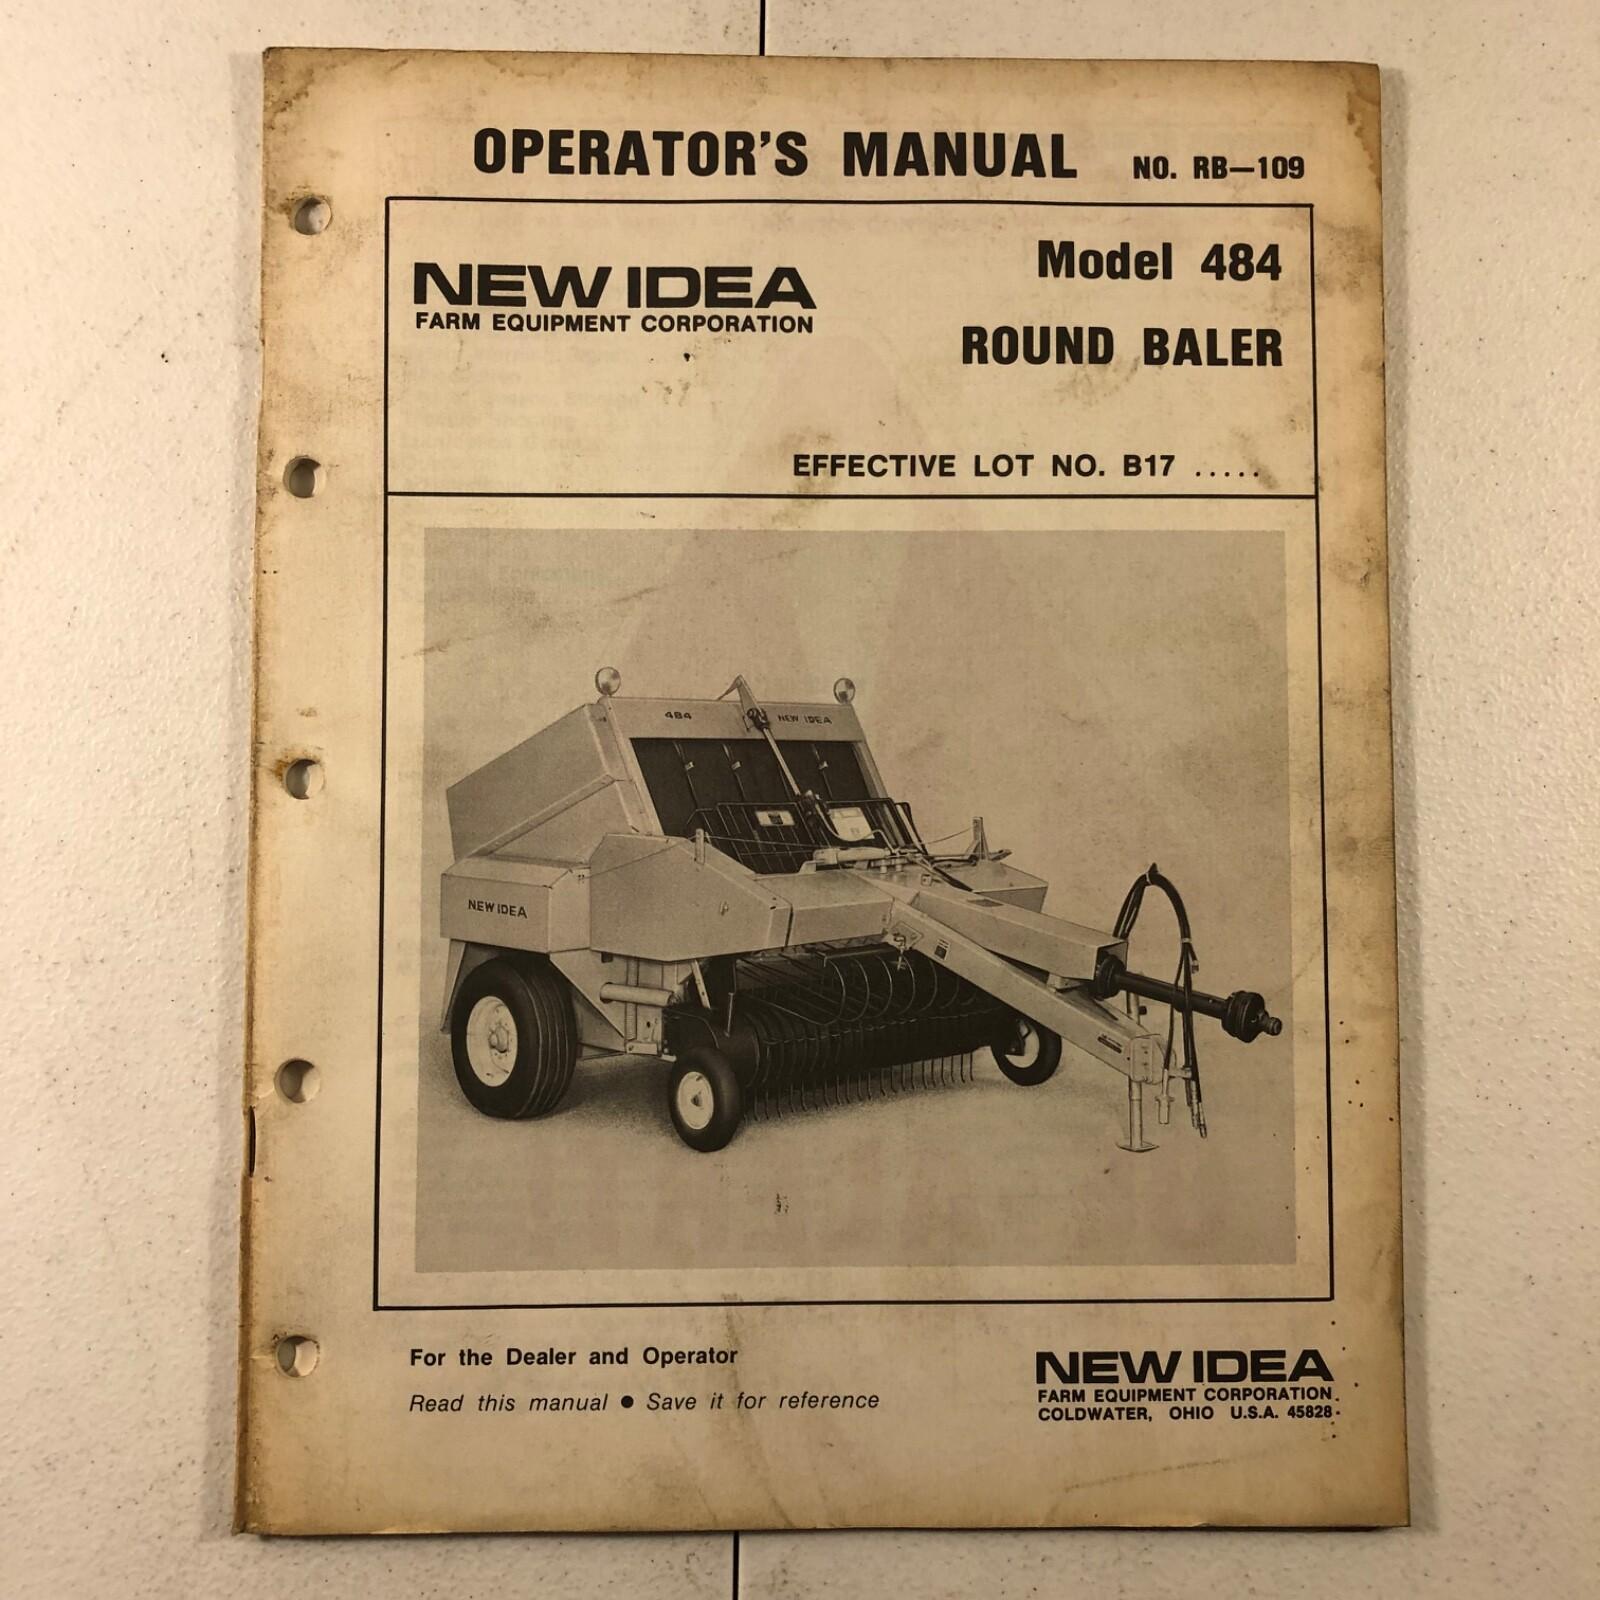 OPERATOR'S MANUAL NO. RB—109
NEW IDEA
FARM EQUIPMENT CORPORATION
Model 484
ROUND BALER
EFFECTIVE LOT NO. B17 .....
484
NEW IDEA
NEW IDEA
For the Dealer and Operator
Read this manual ● Save it for reference
NEW IDEA
FARM EQUIPMENT CORPORATION
COLDWATER, OHIO U.S.A. 45828